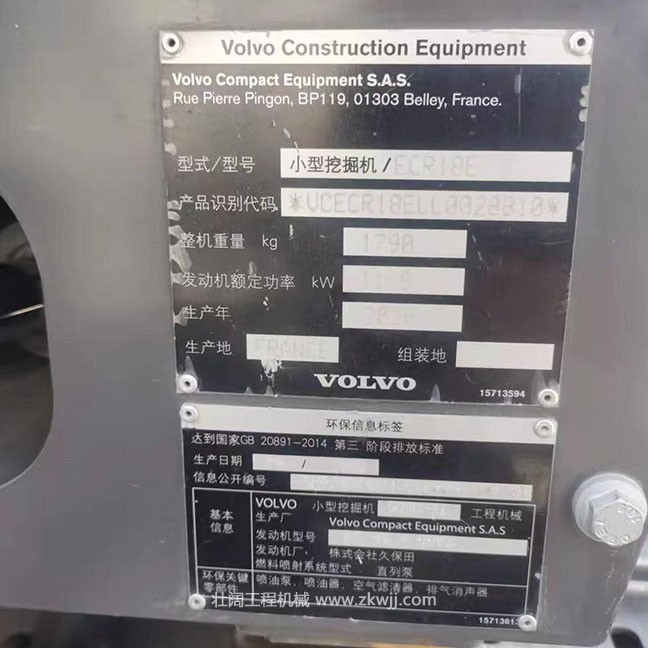 Volvo Construction Equipment
Volvo Compact Equipment S.A.S.
Rue Pierre Pingon, BP119, 01303 Belley, France.
型式/型号 小型挖掘机/ECR18E
产品识别代码 *VCECR18ELL0028310*
整机重量 kg 1790
发动机额定功率 kW
生产年
生产地 FRANCE 组装地
VOLVO
15713594
环保信息标签
达到国家GB 20891-2014 第三 阶段排放标准
生产日期 /
信息公开编号
基本信息
VOLVO 小型挖掘机 工程机械
生产厂 Volvo Compact Equipment S.A.S
发动机型号
发动机厂, 株式会社久保田
燃料喷射系统型式 直列泵
环保关键零部件 喷油泵, 喷油器, 空气滤清器, 排气消声器
壮阔工程机械 www.zkwjj.com